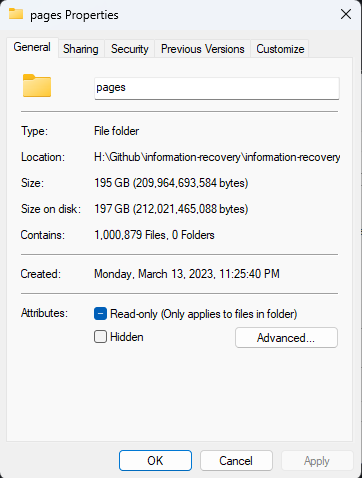 pages Properties
General Sharing Security Previous Versions Customize
pages
Type: File folder
Location: H:\Github\information-recovery\information-recovery
Size: 195 GB (209,964,693,584 bytes)
Size on disk: 197 GB (212,021,465,088 bytes)
Contains: 1,000,879 Files, 0 Folders
Created: Monday, March 13, 2023, 11:25:40 PM
Attributes: Read-only (Only applies to files in folder)
Hidden Advanced...
OK Cancel Apply